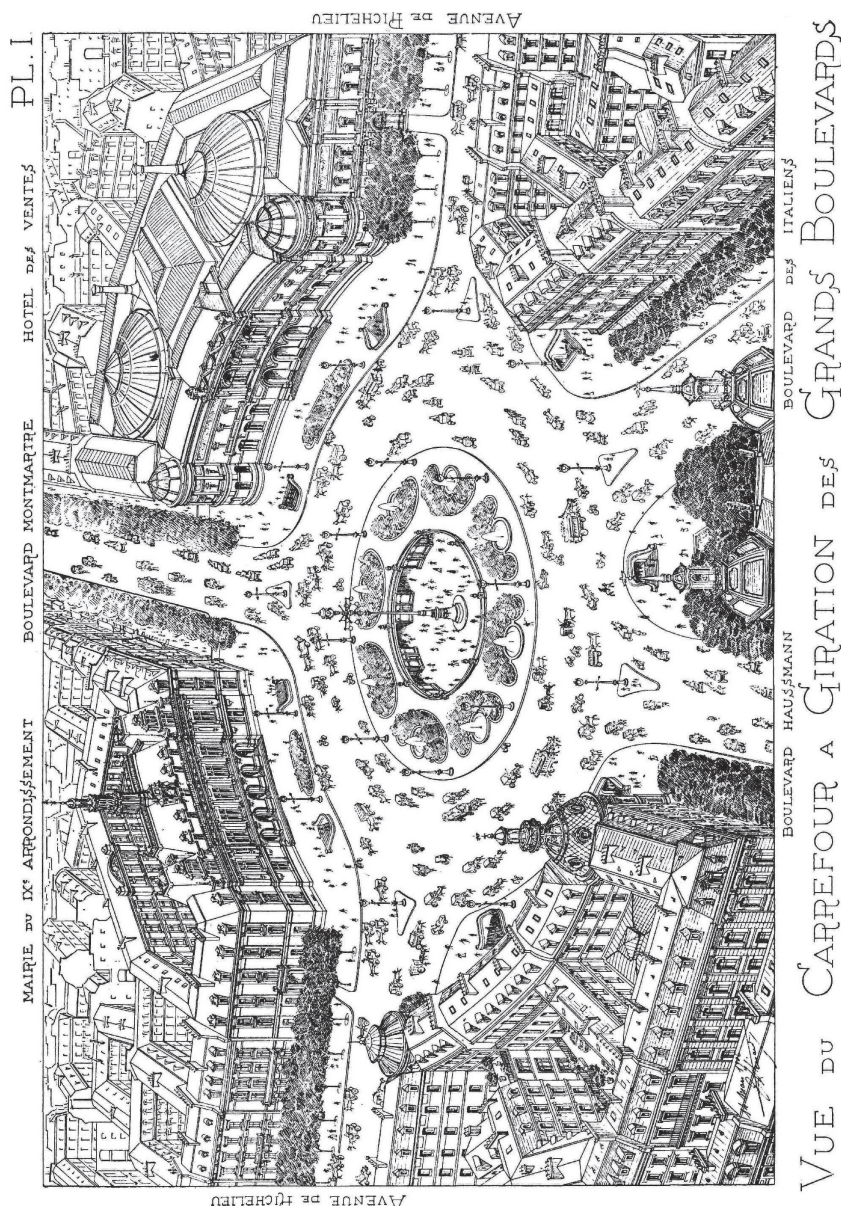 PL. I
MAIRIE DU IXᵉ ARRONDISSEMENT
BOULEVARD MONTMARTRE
HOTEL DES VENTES
AVENUE DE RICHELIEU
AVENUE DE RICHELIEU
BOULEVARD HAUSSMANN
BOULEVARD DES ITALIENS
VUE DU CARREFOUR A GIRATION DES GRANDS BOULEVARDS